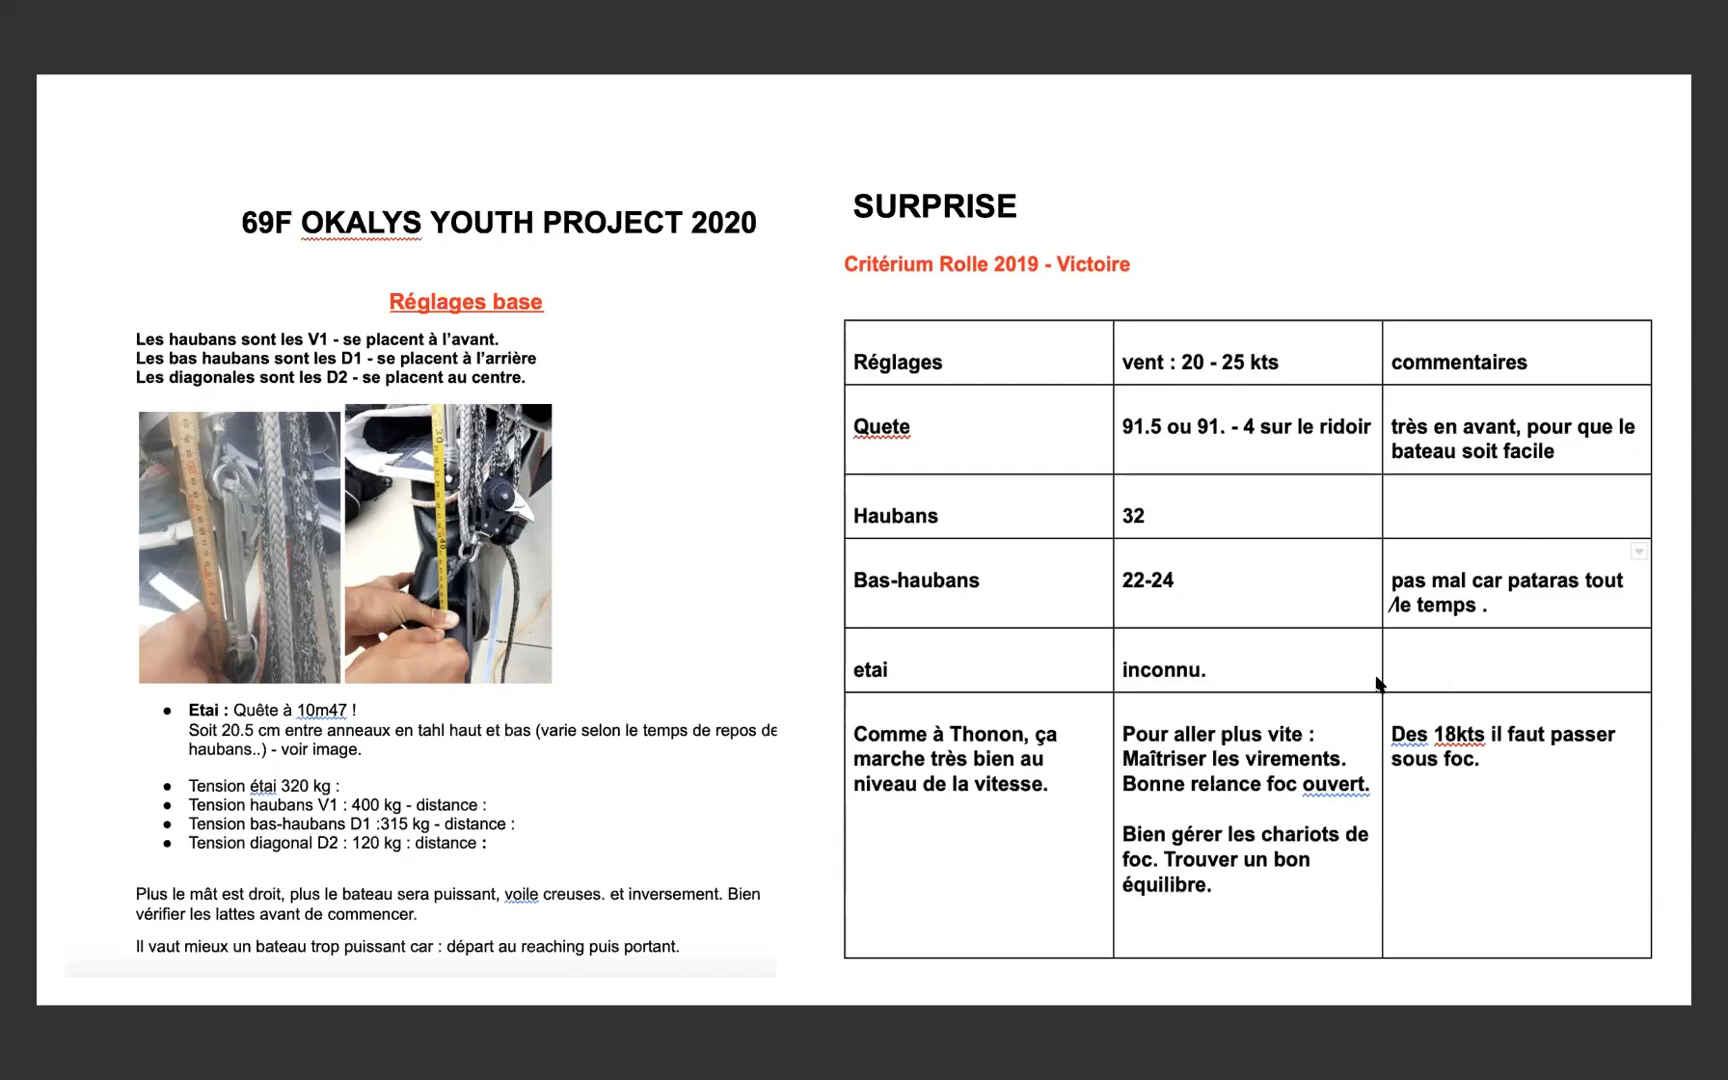 69F OKALYS YOUTH PROJECT 2020
Réglages base
Les haubans sont les V1 - se placent à l'avant.
Les bas haubans sont les D1 - se placent à l'arrière
Les diagonales sont les D2 - se placent au centre.
Etai : Quête à 10m47 !
Soit 20.5 cm entre anneaux en tahl haut et bas (varie selon le temps de repos de
haubans..) - voir image.
Tension étai 320 kg :
Tension haubans V1 : 400 kg - distance :
Tension bas-haubans D1 :315 kg - distance :
Tension diagonal D2 : 120 kg : distance :
Plus le mât est droit, plus le bateau sera puissant, voile creuses. et inversement. Bien
vérifier les lattes avant de commencer.
Il vaut mieux un bateau trop puissant car : départ au reaching puis portant.
SURPRISE
Critérium Rolle 2019 - Victoire
Réglages
vent : 20 - 25 kts
commentaires
Quete
91.5 ou 91. - 4 sur le ridoir
très en avant, pour que le
bateau soit facile
Haubans
32
Bas-haubans
22-24
pas mal car pataras tout
le temps .
etai
inconnu.
Comme à Thonon, ça
marche très bien au
niveau de la vitesse.
Pour aller plus vite :
Maîtriser les virements.
Bonne relance foc ouvert.
Bien gérer les chariots de
foc. Trouver un bon
équilibre.
Des 18kts il faut passer
sous foc.